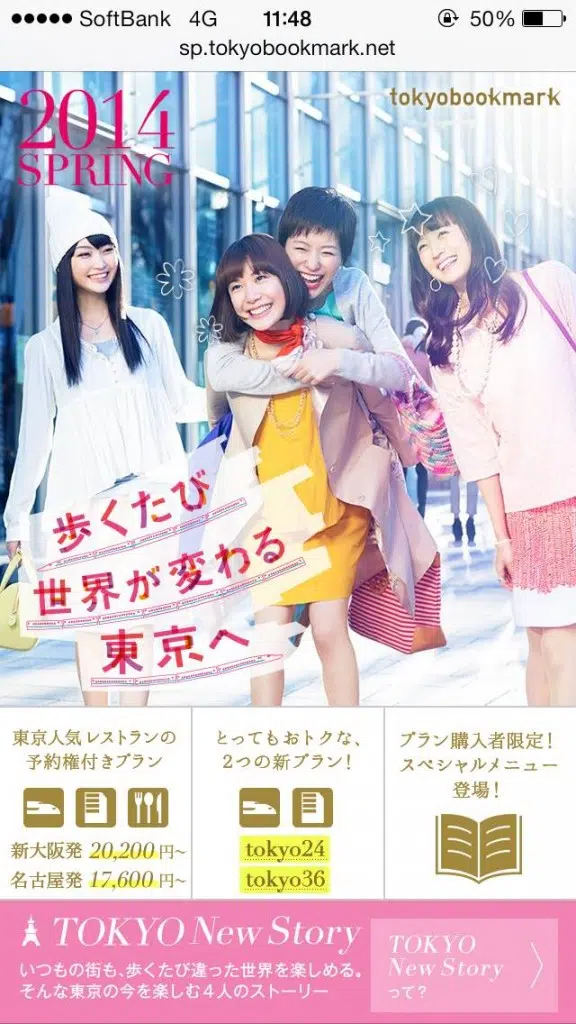 SoftBank 4G 11:48 50%
sp.tokyobookmark.net
2014
SPRING
tokyobookmark
歩くたび
世界が変わる
東京へ
東京人気レストランの
予約権付きプラン
新大阪発 20,200円~
名古屋発 17,600円~
とってもおトクな、
2つの新プラン!
tokyo24
tokyo36
プラン購入者限定!
スペシャルメニュー
登場!
TOKYO New Story
いつもの街も、歩くたび違った世界を楽しめる。
そんな東京の今を楽しむ4人のストーリー
TOKYO
New Story
って?